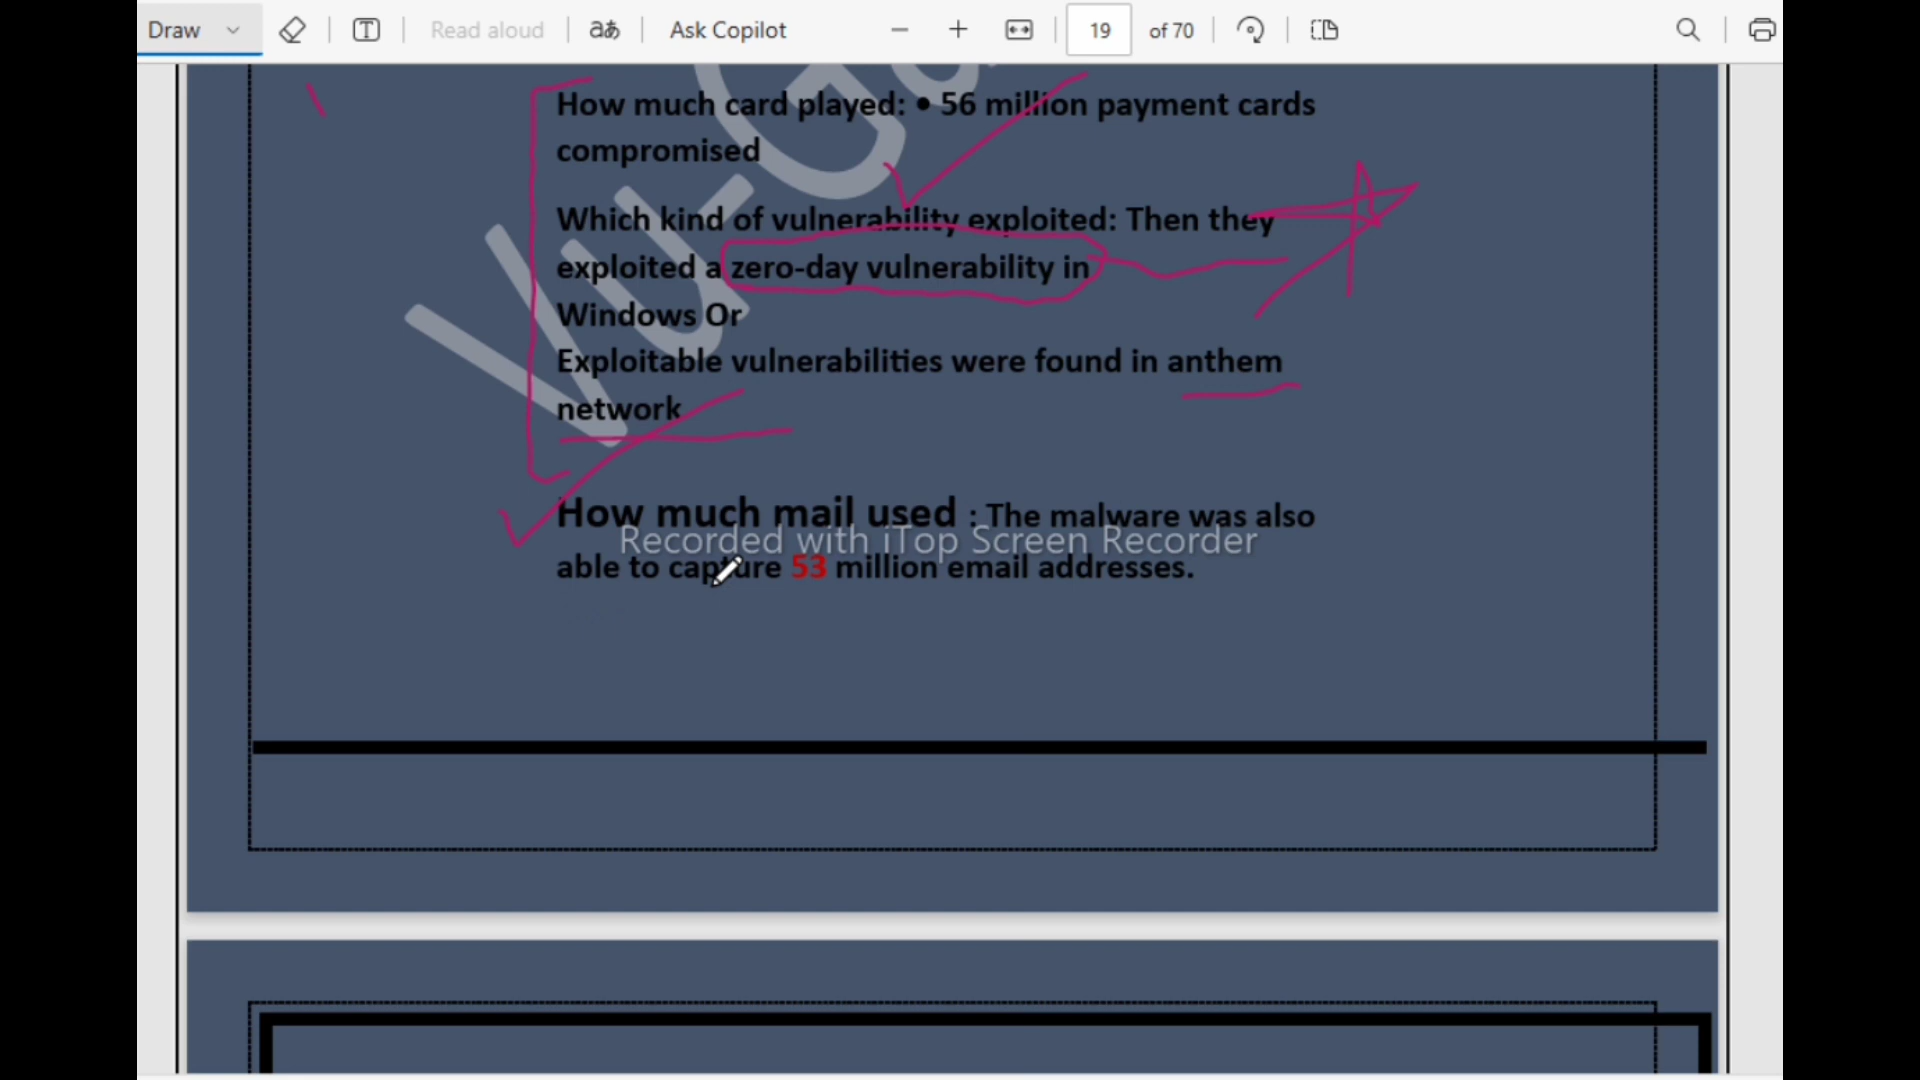 Draw
Read aloud
aあ
Ask Copilot
19
of 70
How much card played: • 56 million payment cards
compromised
Which kind of vulnerability exploited: Then they
exploited a zero-day vulnerability in
Windows Or
Exploitable vulnerabilities were found in anthem
network
How much mail used : The malware was also
Recorded with iTop Screen Recorder
able to capture 53 million email addresses.